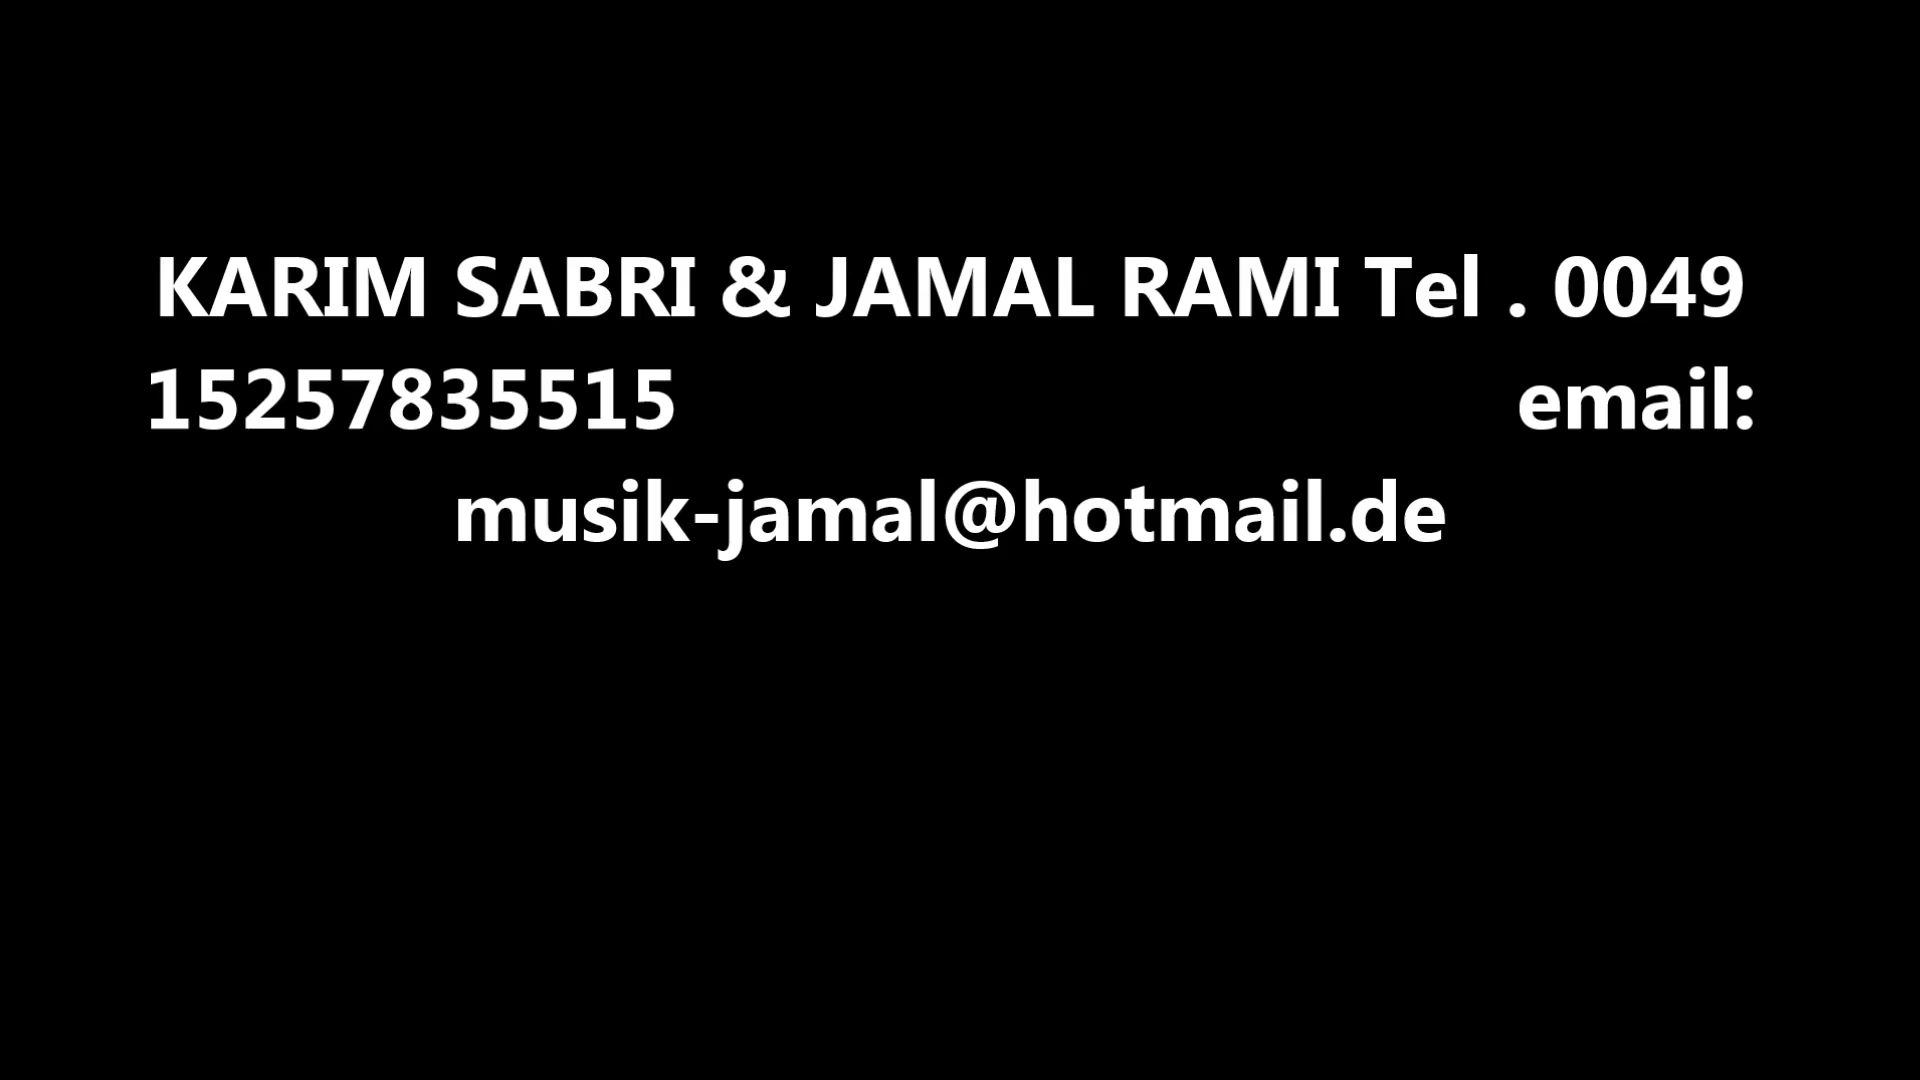 KARIM SABRI & JAMAL RAMI Tel . 0049
15257835515 email:
musik-jamal@hotmail.de